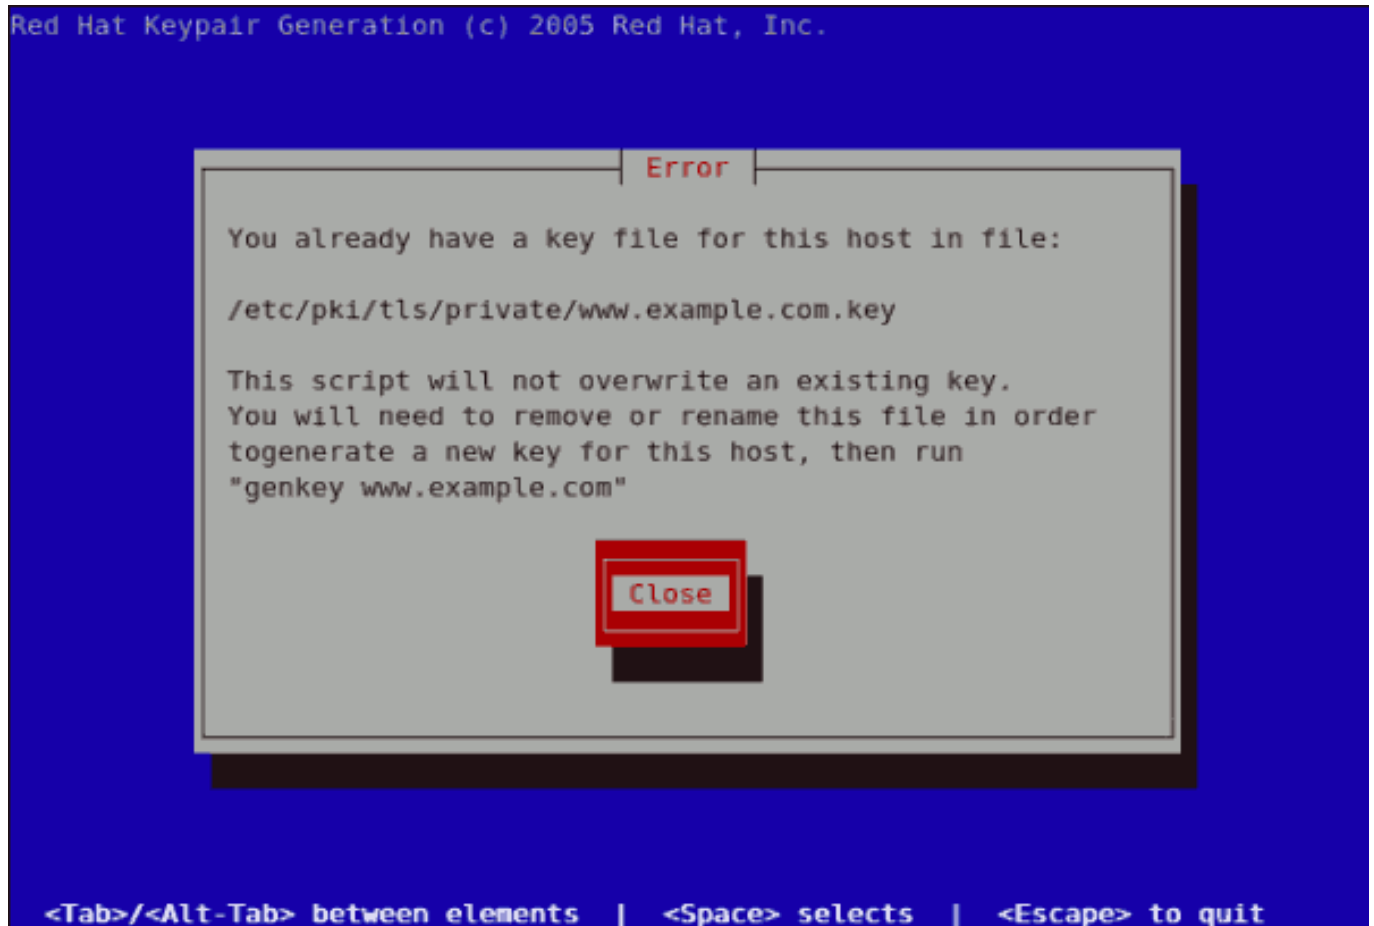 Red Hat Keypair Generation (c) 2005 Red Hat, Inc.
Error
You already have a key file for this host in file:
/etc/pki/tls/private/www.example.com.key
This script will not overwrite an existing key.
You will need to remove or rename this file in order
togenerate a new key for this host, then run
"genkey www.example.com"
Close
<Tab>/<Alt-Tab> between elements | <Space> selects | <Escape> to quit